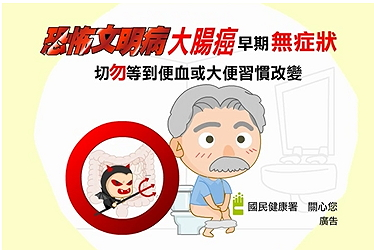 恐怖文明病大腸癌早期無症狀
切勿等到便血或大便習慣改變
國民健康署 關心您
廣告